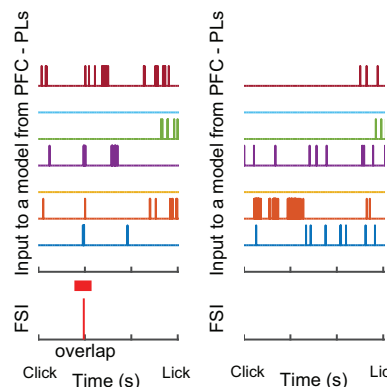 Input to a model from PFC - PLs
Input to a model from PFC - PLs
FSI
FSI
overlap
Click
Lick
Click
Lic
Time (s)
Time (s)